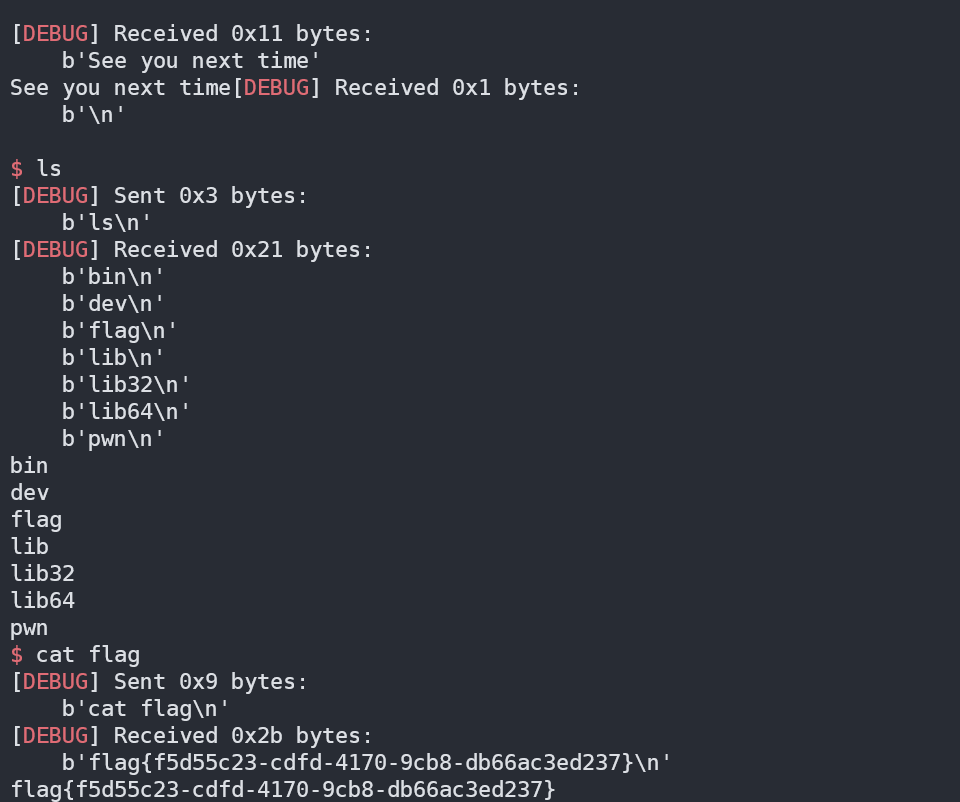 [DEBUG] Received 0x11 bytes:
    b'See you next time'
See you next time[DEBUG] Received 0x1 bytes:
    b'\n'
$ ls
[DEBUG] Sent 0x3 bytes:
    b'ls\n'
[DEBUG] Received 0x21 bytes:
    b'bin\n'
    b'dev\n'
    b'flag\n'
    b'lib\n'
    b'lib32\n'
    b'lib64\n'
    b'pwn\n'
bin
dev
flag
lib
lib32
lib64
pwn
$ cat flag
[DEBUG] Sent 0x9 bytes:
    b'cat flag\n'
[DEBUG] Received 0x2b bytes:
    b'flag{f5d55c23-cdfd-4170-9cb8-db66ac3ed237}\n'
flag{f5d55c23-cdfd-4170-9cb8-db66ac3ed237}